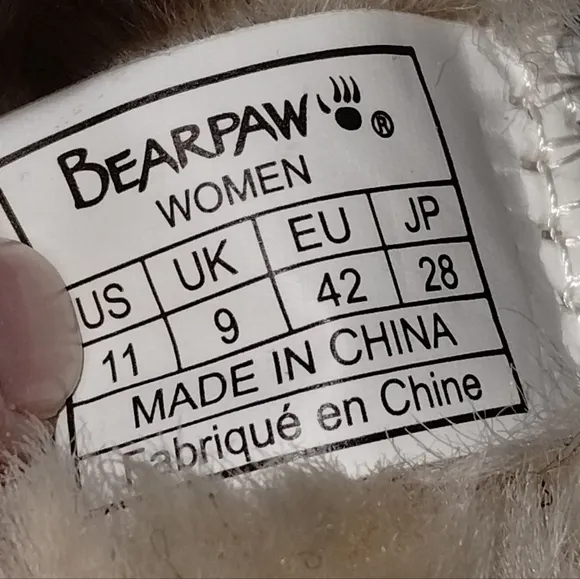 BEARPAW ®
WOMEN
US UK EU JP
11 9 42 28
MADE IN CHINA
Fabriqué en Chine